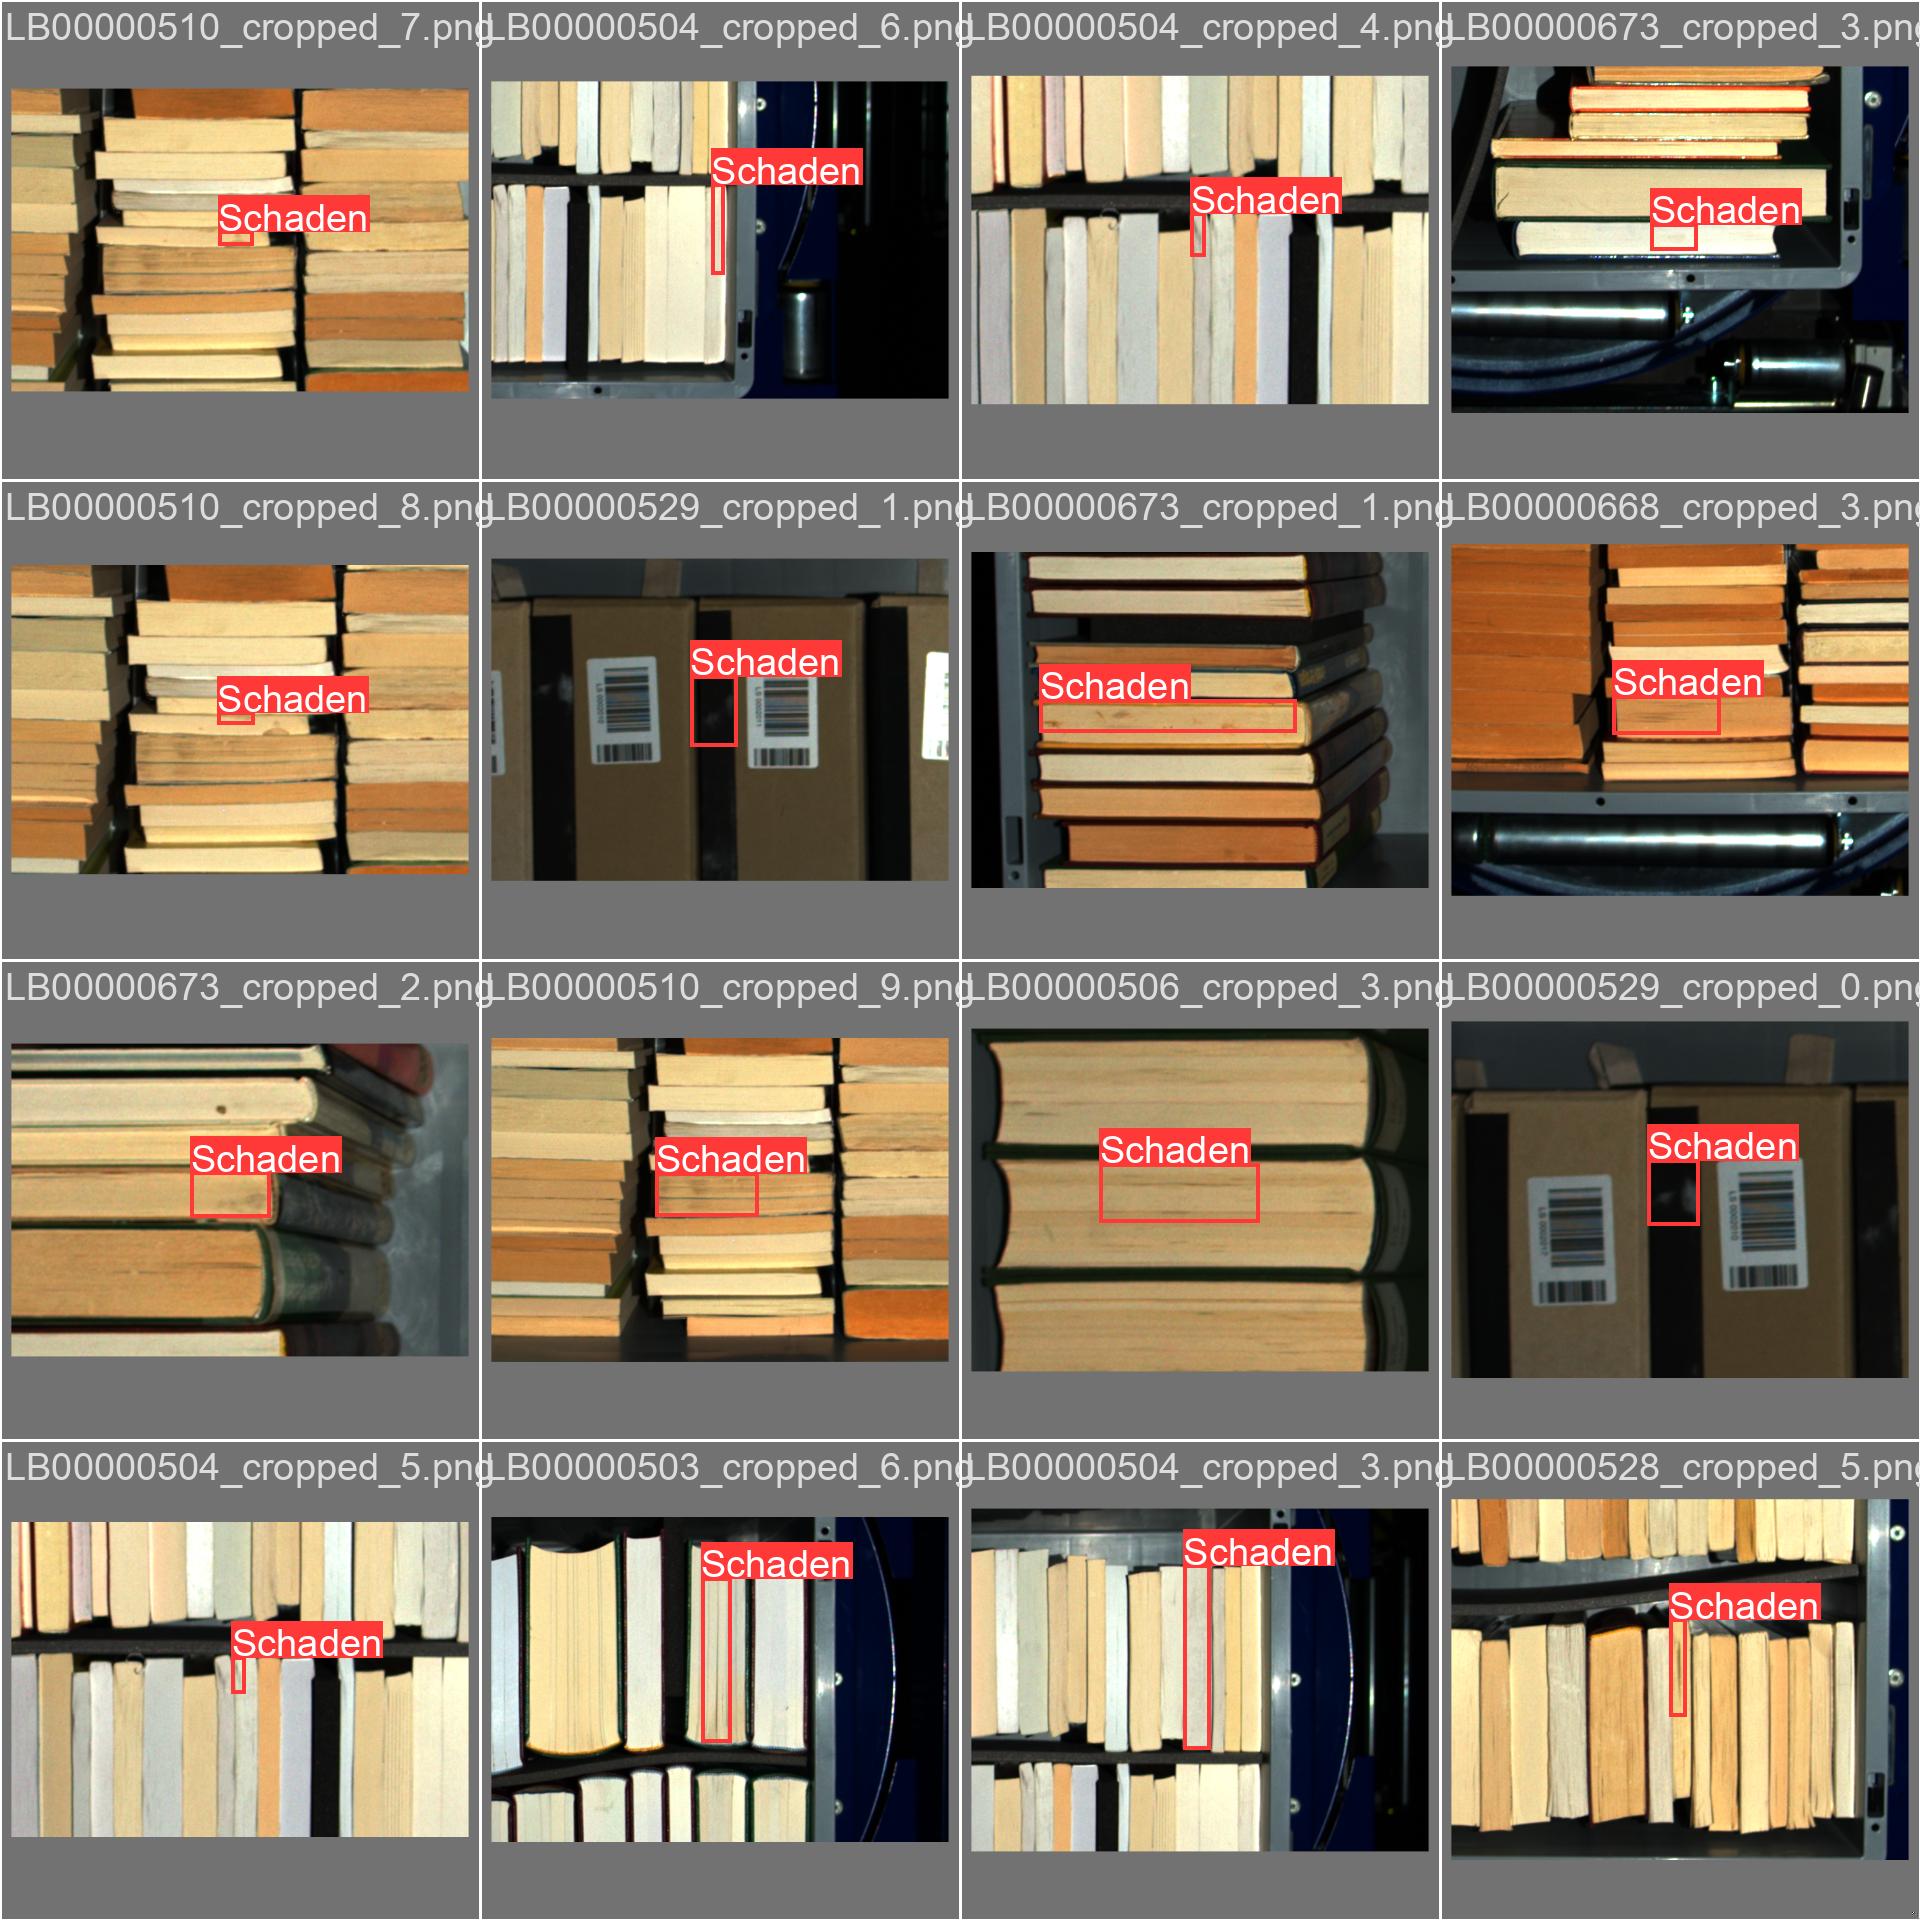 LB00000510_cropped_7.png
LB00000504_cropped_6.png
LB00000504_cropped_4.png
LB00000673_cropped_3.png
Schaden
Schaden
Schaden
Schaden
LB00000510_cropped_8.png
LB00000529_cropped_1.png
LB00000673_cropped_1.png
LB00000668_cropped_3.png
Schaden
Schaden
Schaden
Schaden
LB00000673_cropped_2.png
LB00000510_cropped_9.png
LB00000506_cropped_3.png
LB00000529_cropped_0.png
Schaden
Schaden
Schaden
Schaden
LB00000504_cropped_5.png
LB00000503_cropped_6.png
LB00000504_cropped_3.png
LB00000528_cropped_5.png
Schaden
Schaden
Schaden
Schaden